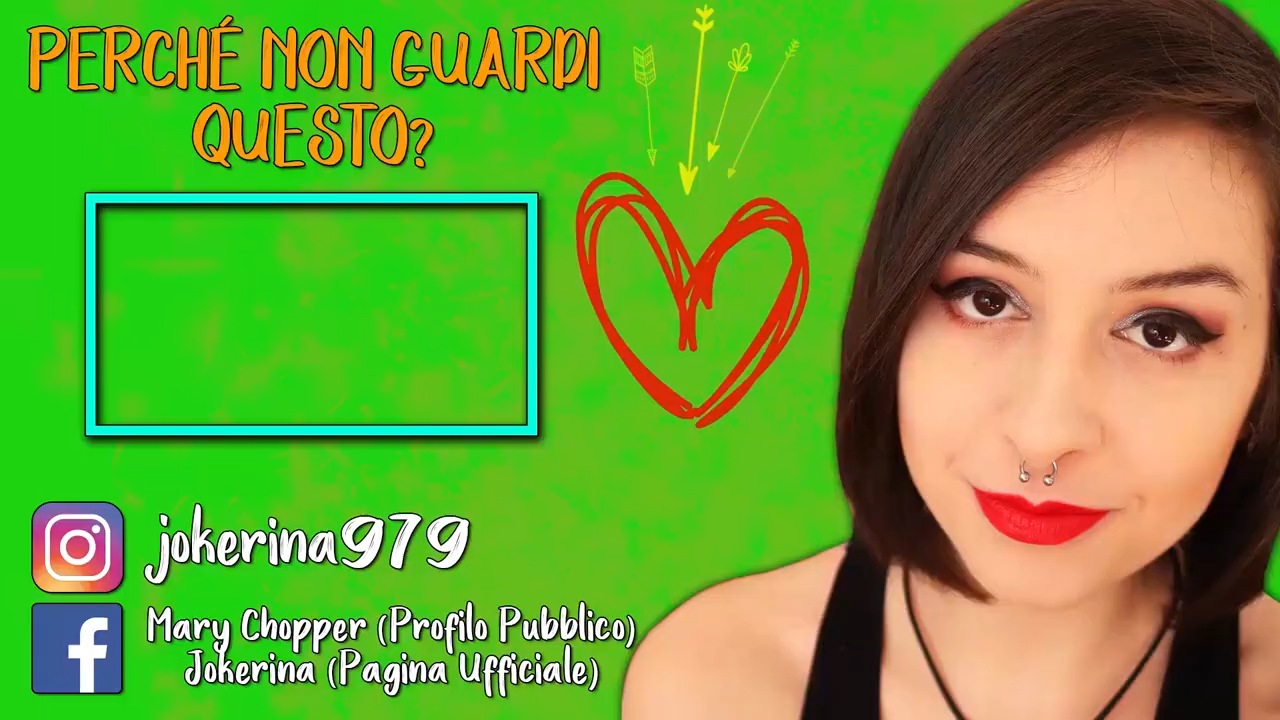 PERCHÉ NON GUARDI
QUESTO?
jokerina979
Mary Chopper (Profilo Pubblico)
Jokerina (Pagina Ufficiale)